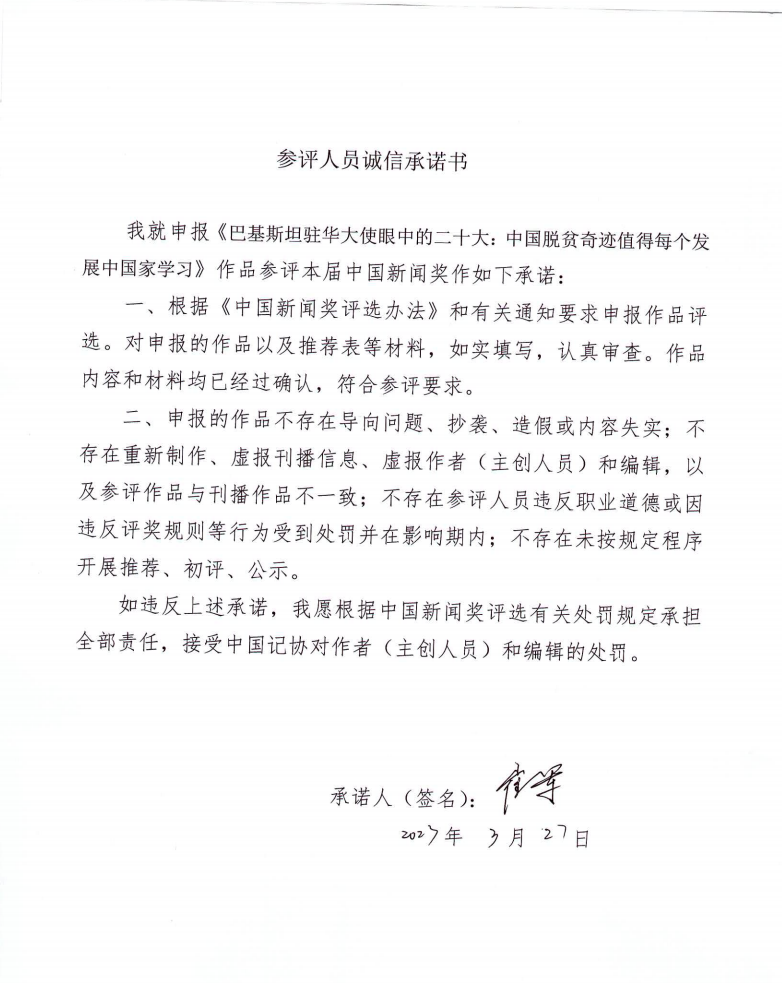 参评人员诚信承诺书
我就申报《巴基斯坦驻华大使眼中的二十大：中国脱贫奇迹值得每个发
展中国家学习》作品参评本届中国新闻奖作如下承诺：
一、根据《中国新闻奖评选办法》和有关通知要求申报作品评
选。对申报的作品以及推荐表等材料，如实填写，认真审查。作品
内容和材料均已经过确认，符合参评要求。
二、申报的作品不存在导向问题、抄袭、造假或内容失实；不
存在重新制作、虚报刊播信息、虚报作者（主创人员）和编辑，以
及参评作品与刊播作品不一致；不存在参评人员违反职业道德或因
违反评奖规则等行为受到处罚并在影响期内；不存在未按规定程序
开展推荐、初评、公示。
如违反上述承诺，我愿根据中国新闻奖评选有关处罚规定承担
全部责任，接受中国记协对作者（主创人员）和编辑的处罚。
承诺人（签名）：
2023年 3月 27日